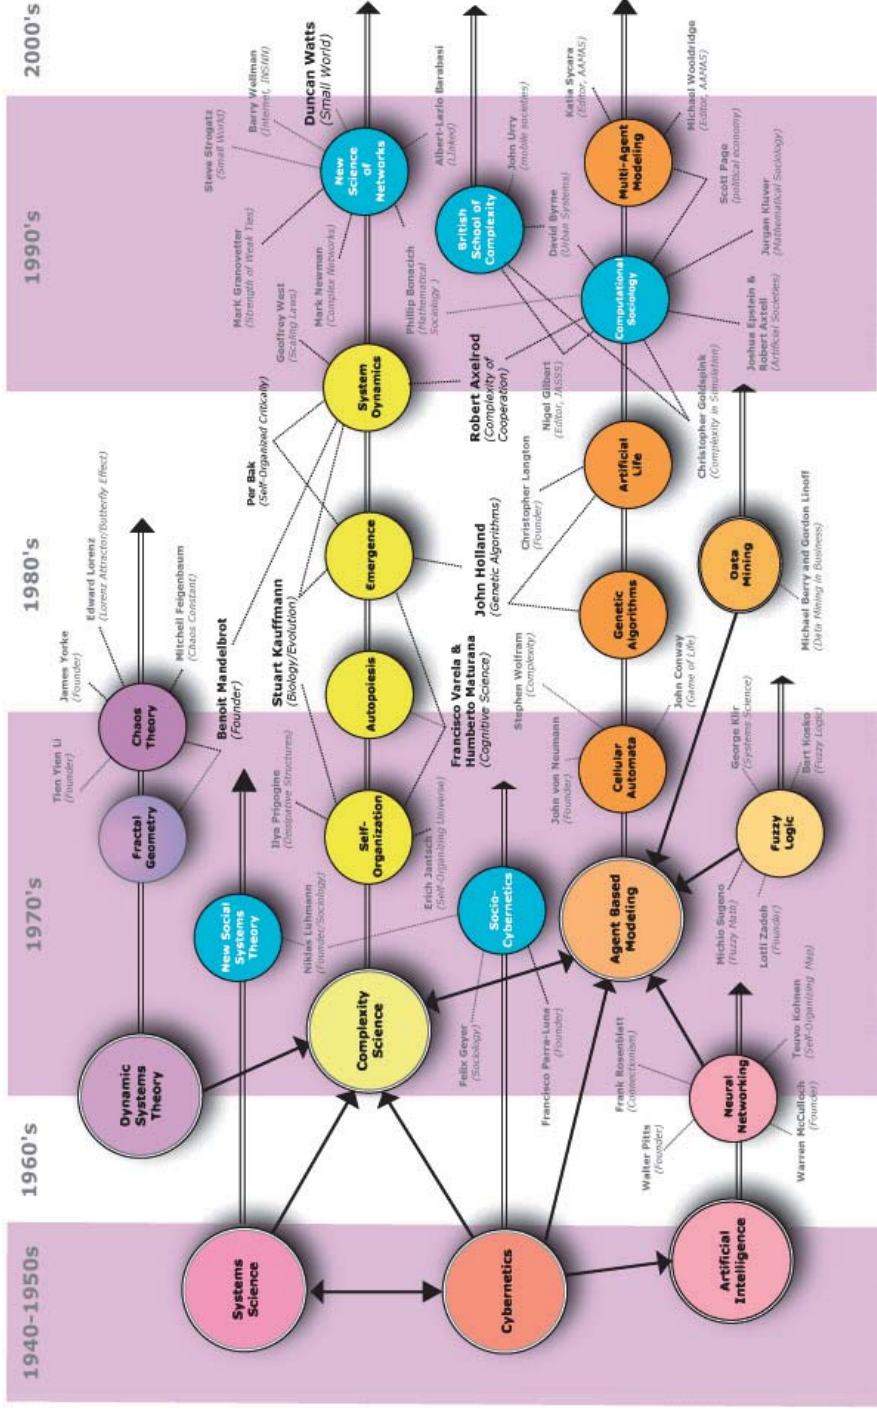 1940-1950s
1960's
1970's
1980's
1990's
2000's
Tien Yien Li
(Founder)
James Yorke
(Founder)
Edward Lorenz
(Lorenz Attractor/Butterfly Effect)
Mitchell Feigenbaum
(Chaos Constant)
Dynamic
Systems
Theory
Fractal
Geometry
Chaos
Theory
Benoit Mandelbrot
(Founder)
Systems
Science
New Social
Systems
Theory
Niklas Luhmann
(Founder/Sociology)
Ilya Prigogine
(Dissipative Structures)
Stuart Kauffmann
(Biology/Evolution)
Per Bak
(Self-Organized Critically)
Geoffrey West
(Scaling Laws)
Mark Granovetter
(Strength of Weak Ties)
Mark Newman
(Complex Networks)
Steve Strogatz
(Small World)
Barry Wellman
(Internet, INSNN)
Duncan Watts
(Small World)
Complexity
Science
Self-
Organization
Autopoiesis
Emergence
System
Dynamics
New
Science
of
Networks
Erich Jantsch
(Self-Organizing Universe)
Francisco Varela &
Humberto Maturana
(Cognitive Science)
John Holland
(Genetic Algorithms)
Robert Axelrod
(Complexity of
Cooperation)
Phillip Bonacich
(Mathematical
Sociology )
Albert-Lazlo Barabasi
(Linked)
British
School of
Complexity
John Urry
(mobile societies)
David Byrne
(Urban Systems)
Nigel Gilbert
(Editor, JASSS)
Cybernetics
Socio-
Cybernetics
Felix Geyer
(Sociology)
Francisco Parra-Luna
(Founder)
Agent Based
Modeling
Cellular
Automata
Genetic
Algorithms
Artificial
Life
Computational
Sociology
Multi-Agent
Modeling
John von Neumann
(Founder)
Stephen Wolfram
(Complexity)
John Conway
(Game of Life)
Christopher Langton
(Founder)
Christopher Goldspink
(Complexity in Simulation)
Joshua Epstein &
Robert Axtell
(Artificial Societies)
Jurgan Kluver
(Mathematical Sociology)
Scott Page
(political economy)
Katia Sycara
(Editor, AAMAS)
Michael Wooldridge
(Editor, AAMAS)
Artificial
Intelligence
Neural
Networking
Walter Pitts
(Founder)
Frank Rosenblatt
(Connectionism)
Warren McCulloch
(Founder)
Teuvo Kohnen
(Self-Organizing Map)
Fuzzy
Logic
Michio Sugeno
(Fuzzy Math)
Lotfi Zadeh
(Founder)
George Klir
(Systems Science)
Bart Kosko
(Fuzzy Logic)
Data
Mining
Michael Berry and Gordon Linoff
(Data Mining in Business)